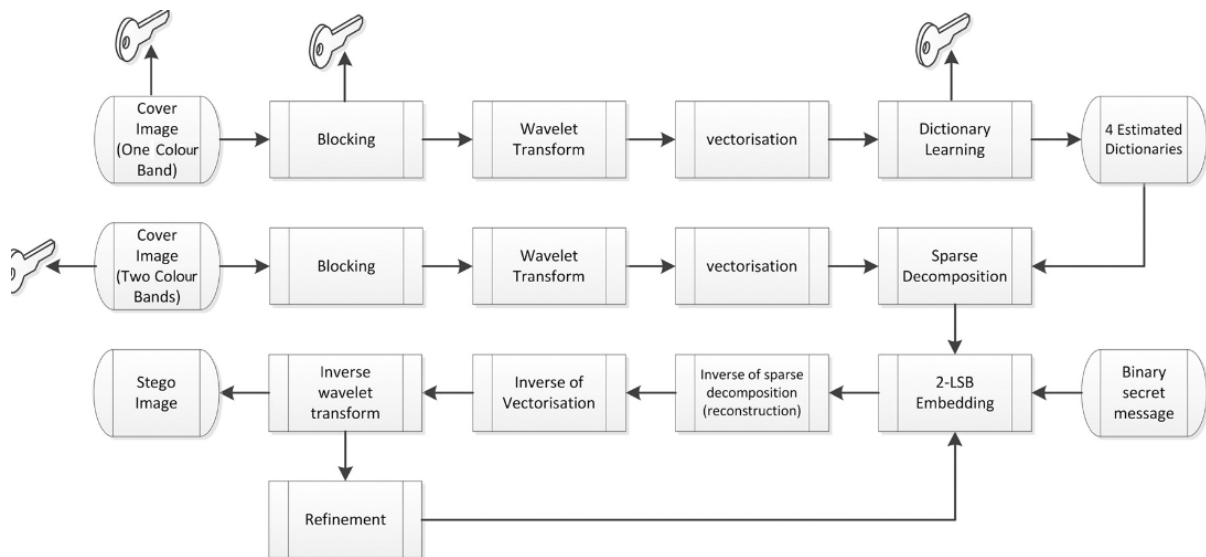 Cover
Image
(One Colour
Band)
Blocking
Wavelet
Transform
vectorisation
Dictionary
Learning
4 Estimated
Dictionaries
Cover
Image
(Two Colour
Bands)
Blocking
Wavelet
Transform
vectorisation
Sparse
Decomposition
Stego
Image
Inverse
wavelet
transform
Inverse of
Vectorisation
Inverse of sparse
decomposition
(reconstruction)
2-LSB
Embedding
Binary
secret
message
Refinement